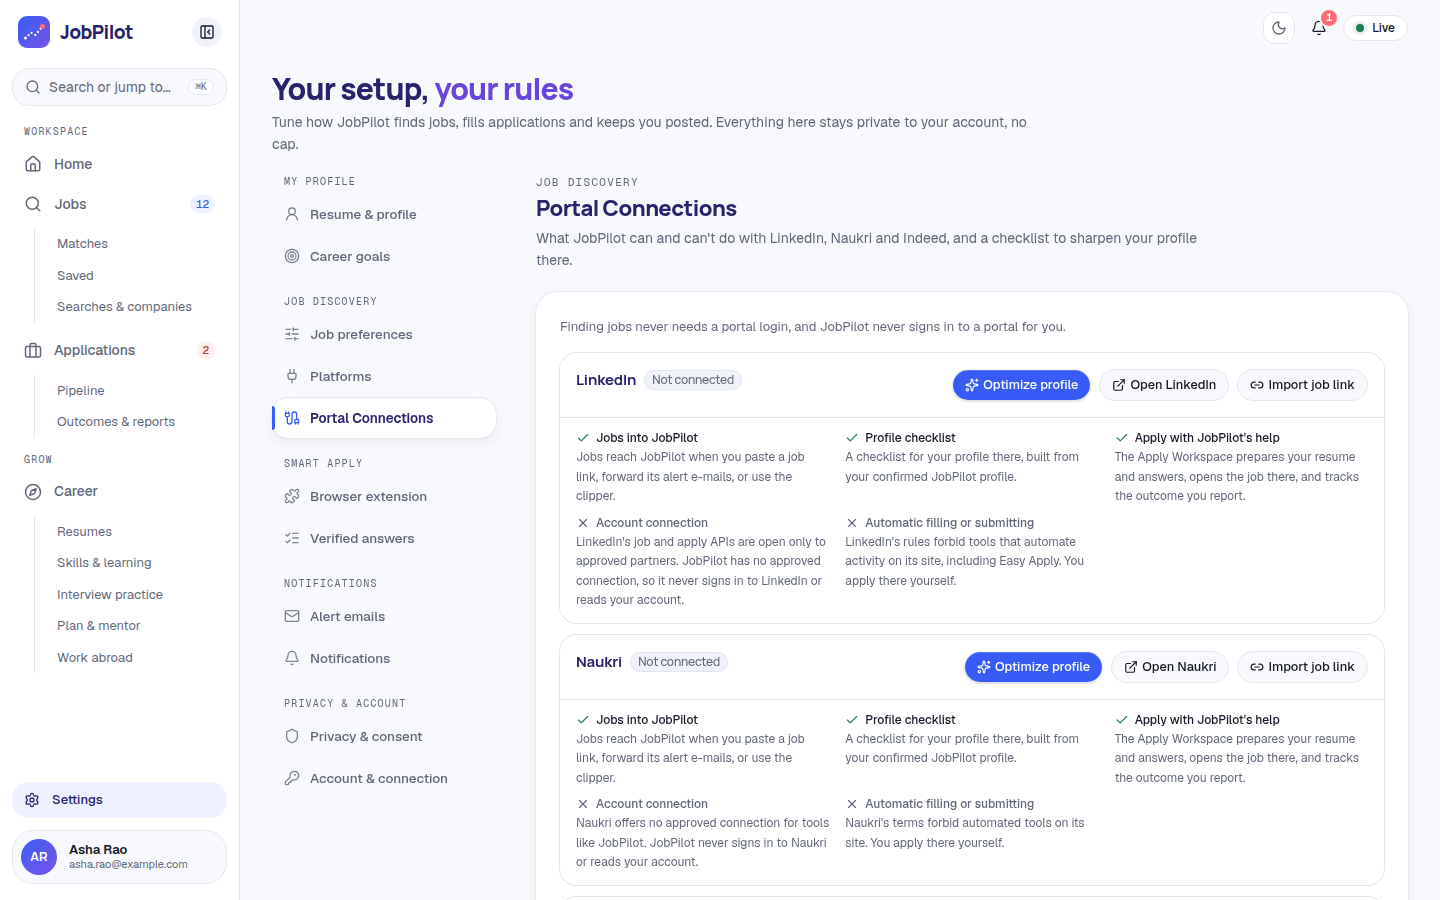 JobPilot
Search or jump to...
⌘K
WORKSPACE
Home
Jobs
12
Matches
Saved
Searches & companies
Applications
2
Pipeline
Outcomes & reports
GROW
Career
Resumes
Skills & learning
Interview practice
Plan & mentor
Work abroad
Settings
AR
Asha Rao
asha.rao@example.com
1
Live
Your setup, your rules
Tune how JobPilot finds jobs, fills applications and keeps you posted. Everything here stays private to your account, no
cap.
MY PROFILE
Resume & profile
Career goals
JOB DISCOVERY
Job preferences
Platforms
Portal Connections
SMART APPLY
Browser extension
Verified answers
NOTIFICATIONS
Alert emails
Notifications
PRIVACY & ACCOUNT
Privacy & consent
Account & connection
JOB DISCOVERY
Portal Connections
What JobPilot can and can't do with LinkedIn, Naukri and Indeed, and a checklist to sharpen your profile
there.
Finding jobs never needs a portal login, and JobPilot never signs in to a portal for you.
LinkedIn
Not connected
Optimize profile
Open LinkedIn
Import job link
Jobs into JobPilot
Jobs reach JobPilot when you paste a job
link, forward its alert e-mails, or use the
clipper.
Profile checklist
A checklist for your profile there, built from
your confirmed JobPilot profile.
Apply with JobPilot's help
The Apply Workspace prepares your resume
and answers, opens the job there, and tracks
the outcome you report.
Account connection
LinkedIn's job and apply APIs are open only to
approved partners. JobPilot has no approved
connection, so it never signs in to LinkedIn or
reads your account.
Automatic filling or submitting
LinkedIn's rules forbid tools that automate
activity on its site, including Easy Apply. You
apply there yourself.
Naukri
Not connected
Optimize profile
Open Naukri
Import job link
Jobs into JobPilot
Jobs reach JobPilot when you paste a job
link, forward its alert e-mails, or use the
clipper.
Profile checklist
A checklist for your profile there, built from
your confirmed JobPilot profile.
Apply with JobPilot's help
The Apply Workspace prepares your resume
and answers, opens the job there, and tracks
the outcome you report.
Account connection
Naukri offers no approved connection for tools
like JobPilot. JobPilot never signs in to Naukri
or reads your account.
Automatic filling or submitting
Naukri's terms forbid automated tools on its
site. You apply there yourself.